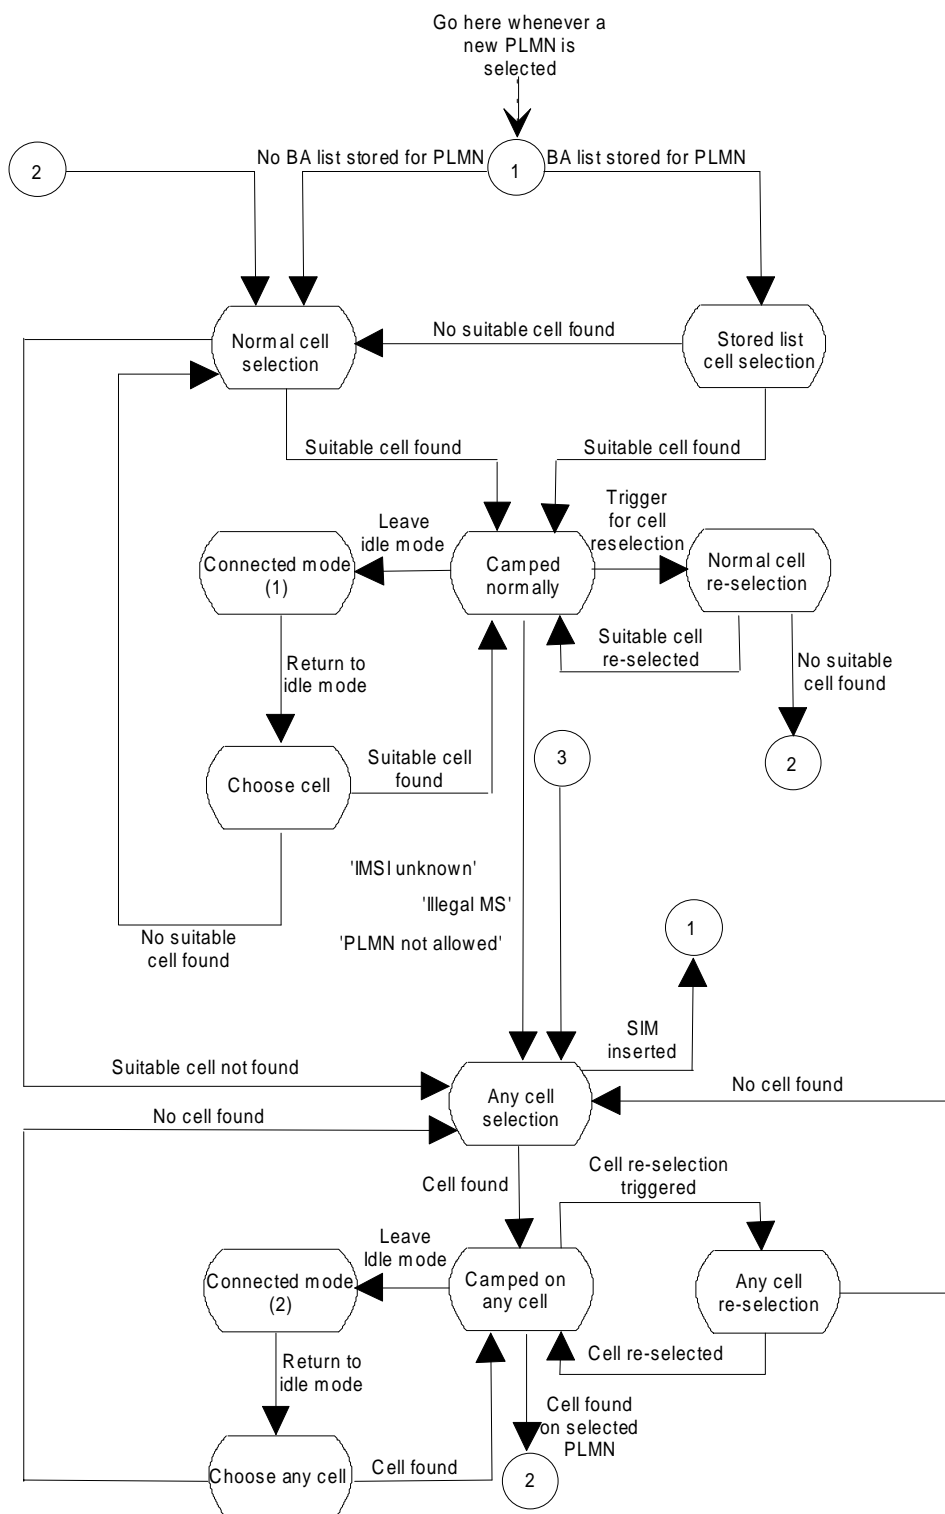 Go here whenever a
new PLMN is
selected
2
No BA list stored for PLMN
1
BA list stored for PLMN
Normal cell
selection
No suitable cell found
Stored list
cell selection
Suitable cell found
Suitable cell found
Leave
idle mode
Trigger
for cell
reselection
Connected mode
(1)
Camped
normally
Normal cell
re-selection
Suitable cell
re-selected
Return to
idle mode
No suitable
cell found
Choose cell
Suitable cell
found
3
2
'IMSI unknown'
'Illegal MS'
'PLMN not allowed'
No suitable
cell found
1
SIM
inserted
Suitable cell not found
Any cell
selection
No cell found
No cell found
Cell found
Cell re-selection
triggered
Leave
Idle mode
Connected mode
(2)
Camped on
any cell
Any cell
re-selection
Return to
idle mode
Cell re-selected
Cell found
on selected
PLMN
Choose any cell
Cell found
2